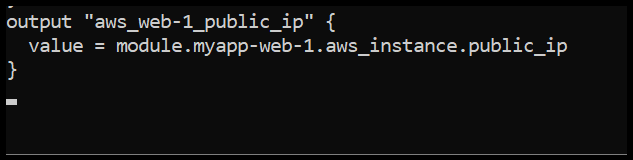 output "aws_web-1_public_ip" {
  value = module.myapp-web-1.aws_instance.public_ip
}